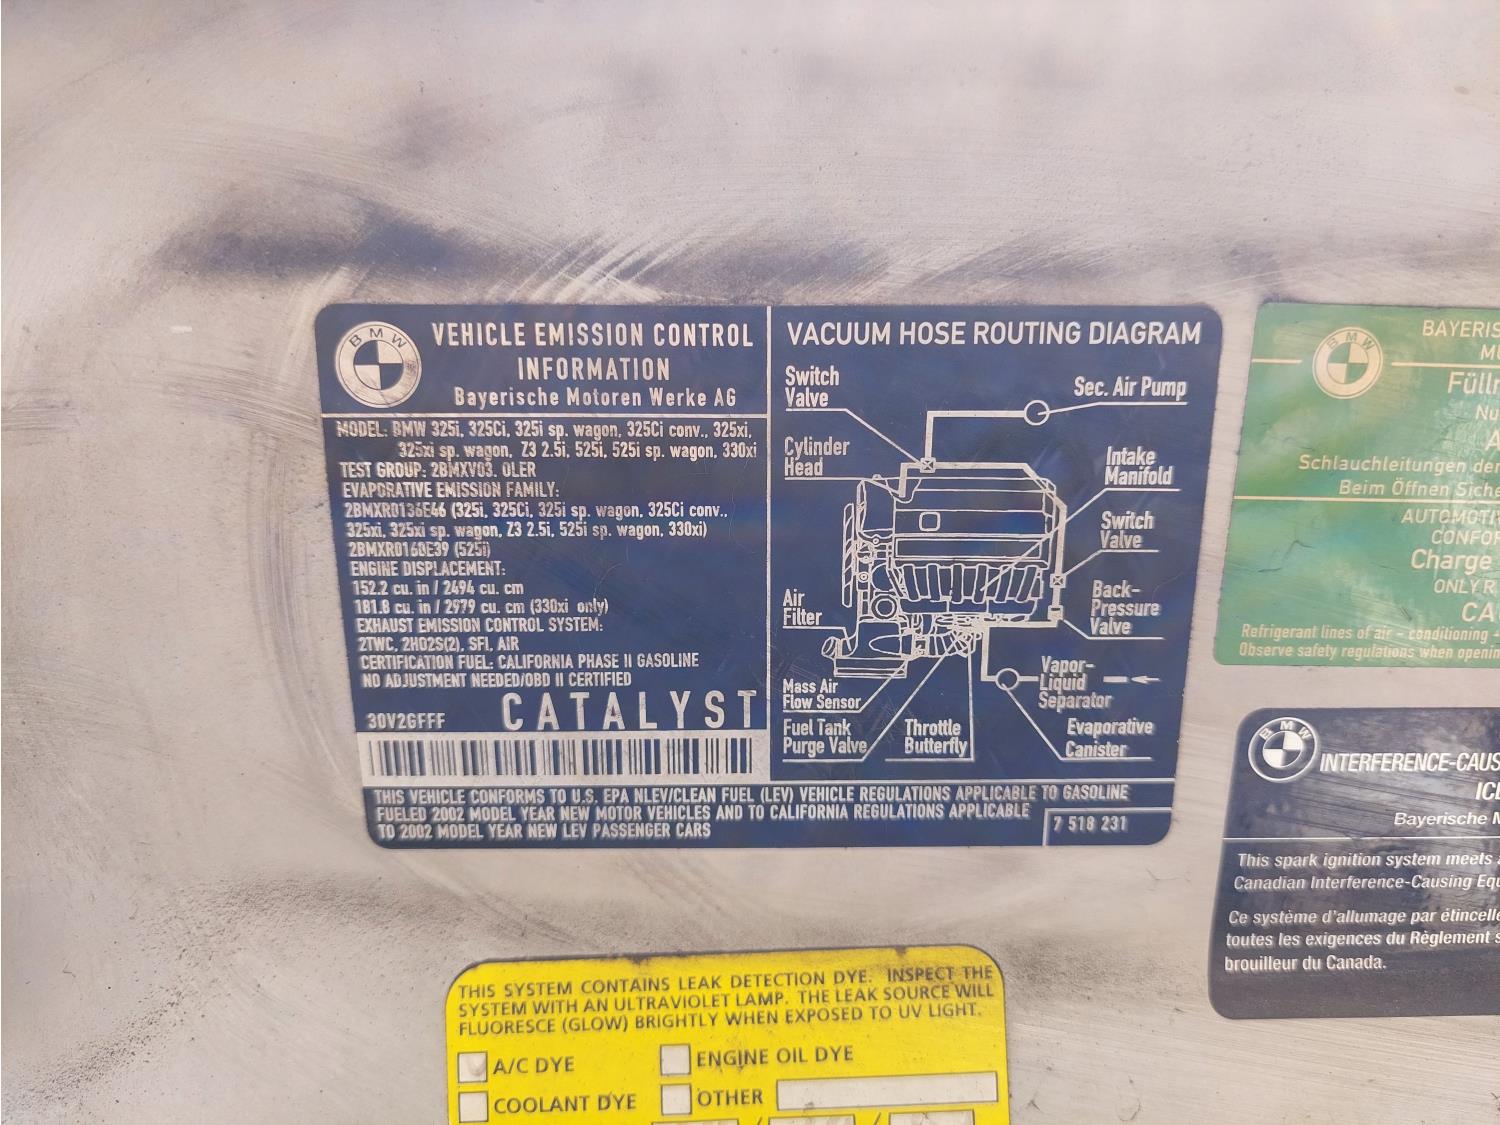 BMW
VEHICLE EMISSION CONTROL
INFORMATION
Bayerische Motoren Werke AG
MODEL: BMW 325i, 325Ci, 325i sp. wagon, 325Ci conv., 325xi,
325xi sp. wagon, Z3 2.5i, 525i, 525i sp. wagon, 330xi
TEST GROUP: 2BMXV03. 0LER
EVAPORATIVE EMISSION FAMILY:
2BMXR0136E46 (325i, 325Ci, 325i sp. wagon, 325Ci conv.,
325xi, 325xi sp. wagon, Z3 2.5i, 525i sp. wagon, 330xi)
2BMXR0160E39 (525i)
ENGINE DISPLACEMENT:
152.2 cu. in / 2494 cu. cm
181.8 cu. in / 2979 cu. cm (330xi only)
EXHAUST EMISSION CONTROL SYSTEM:
2TWC, 2HO2S(2), SFI, AIR
CERTIFICATION FUEL: CALIFORNIA PHASE II GASOLINE
NO ADJUSTMENT NEEDED/OBD II CERTIFIED
30V2GFFF
CATALYST
VACUUM HOSE ROUTING DIAGRAM
Switch
Valve
Sec. Air Pump
Cylinder
Head
Intake
Manifold
Switch
Valve
Air
Filter
Back-
Pressure
Valve
Mass Air
Flow Sensor
Vapor-
Liquid
Separator
Fuel Tank
Purge Valve
Throttle
Butterfly
Evaporative
Canister
THIS VEHICLE CONFORMS TO U.S. EPA NLEV/CLEAN FUEL (LEV) VEHICLE REGULATIONS APPLICABLE TO GASOLINE
FUELED 2002 MODEL YEAR NEW MOTOR VEHICLES AND TO CALIFORNIA REGULATIONS APPLICABLE
TO 2002 MODEL YEAR NEW LEV PASSENGER CARS
7 518 231
BMW
BAYERIS
Schlauchleitungen der
Beim Öffnen Siche
AUTOMOTI
CONFOR
Charge
ONLY R
CAU
Refrigerant lines of air - conditioning -
Observe safety regulations when openin
BMW
INTERFERENCE-CAUS
ICE
Bayerische M
This spark ignition system meets a
Canadian Interference-Causing Equ
Ce système d'allumage par étincelle
toutes les exigences du Règlement s
brouilleur du Canada.
THIS SYSTEM CONTAINS LEAK DETECTION DYE. INSPECT THE
SYSTEM WITH AN ULTRAVIOLET LAMP. THE LEAK SOURCE WILL
FLUORESCE (GLOW) BRIGHTLY WHEN EXPOSED TO UV LIGHT.
A/C DYE
ENGINE OIL DYE
COOLANT DYE
OTHER